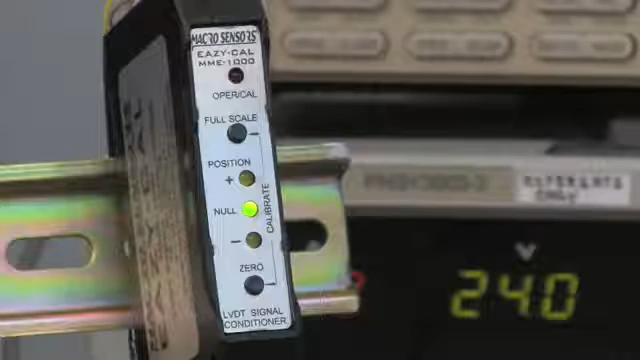 MACRO SENSORS
EAZY-CAL
MME-1000
OPER/CAL
FULL SCALE
POSITION
+
NULL
CALIBRATE
−
ZERO
LVDT SIGNAL
CONDITIONER
240